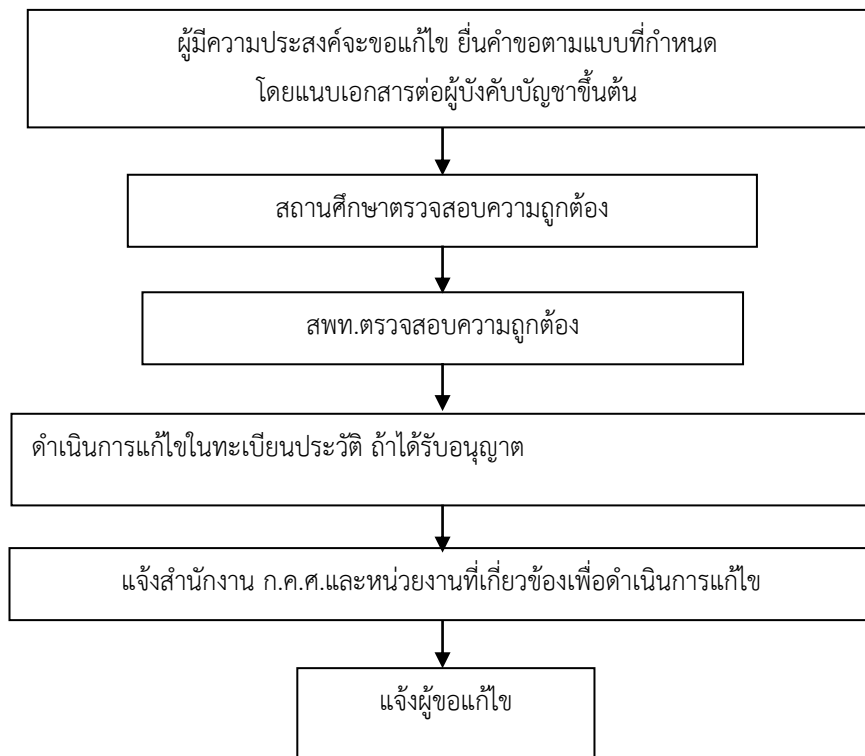 ผู้มีความประสงค์จะขอแก้ไข ยื่นคำขอตามแบบที่กำหนด
โดยแนบเอกสารต่อผู้บังคับบัญชาขึ้นต้น
สถานศึกษาตรวจสอบความถูกต้อง
สพท.ตรวจสอบความถูกต้อง
ดำเนินการแก้ไขในทะเบียนประวัติ ถ้าได้รับอนุญาต
แจ้งสำนักงาน ก.ค.ศ.และหน่วยงานที่เกี่ยวข้องเพื่อดำเนินการแก้ไข
แจ้งผู้ขอแก้ไข